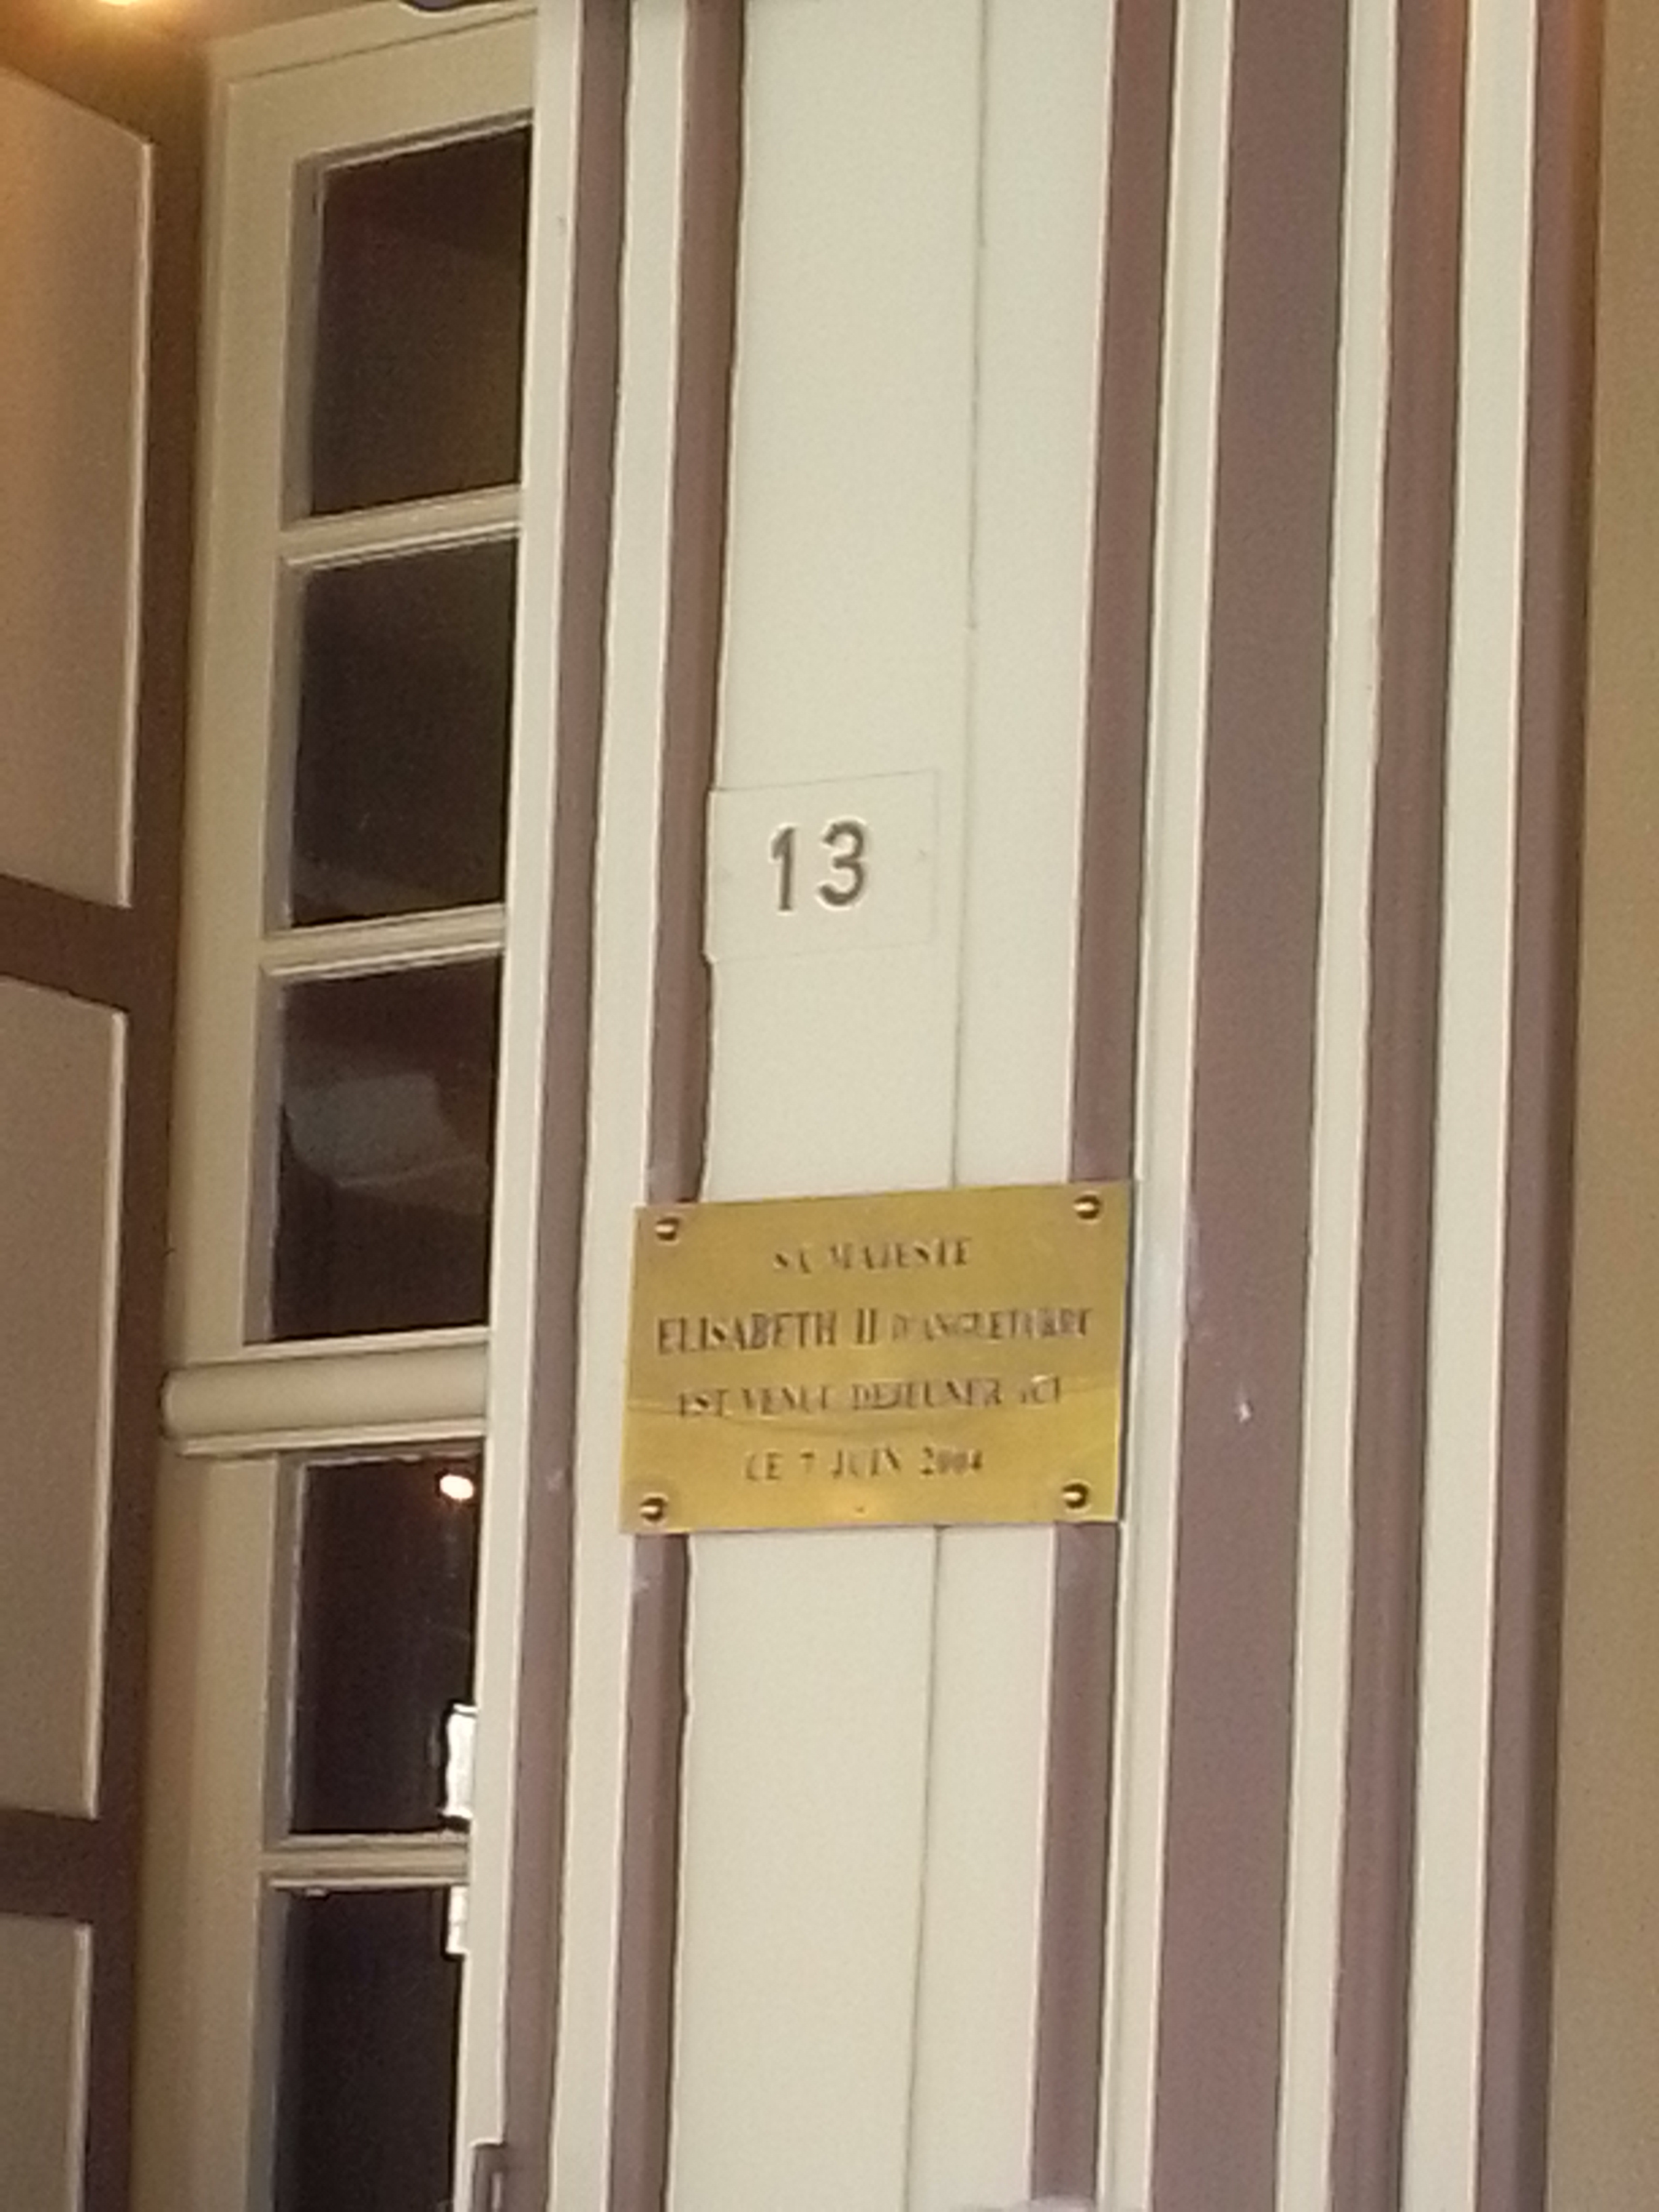 13
SA MAJESTE
ELISABETH II D'ANGLETERRE
EST VENUE DEJEUNER ICI
CE 7 JUIN 2004